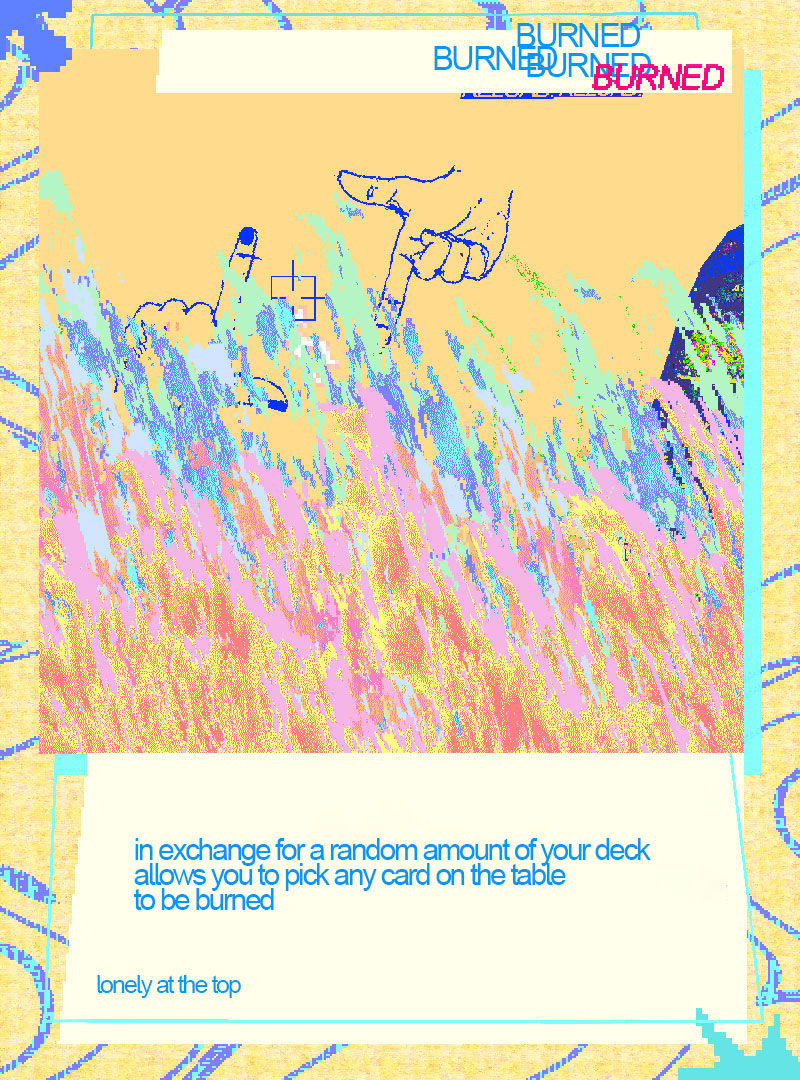 BURNED
BURNED
BURNED
BURNED
in exchange for a random amount of your deck
allows you to pick any card on the table
to be burned
lonely at the top